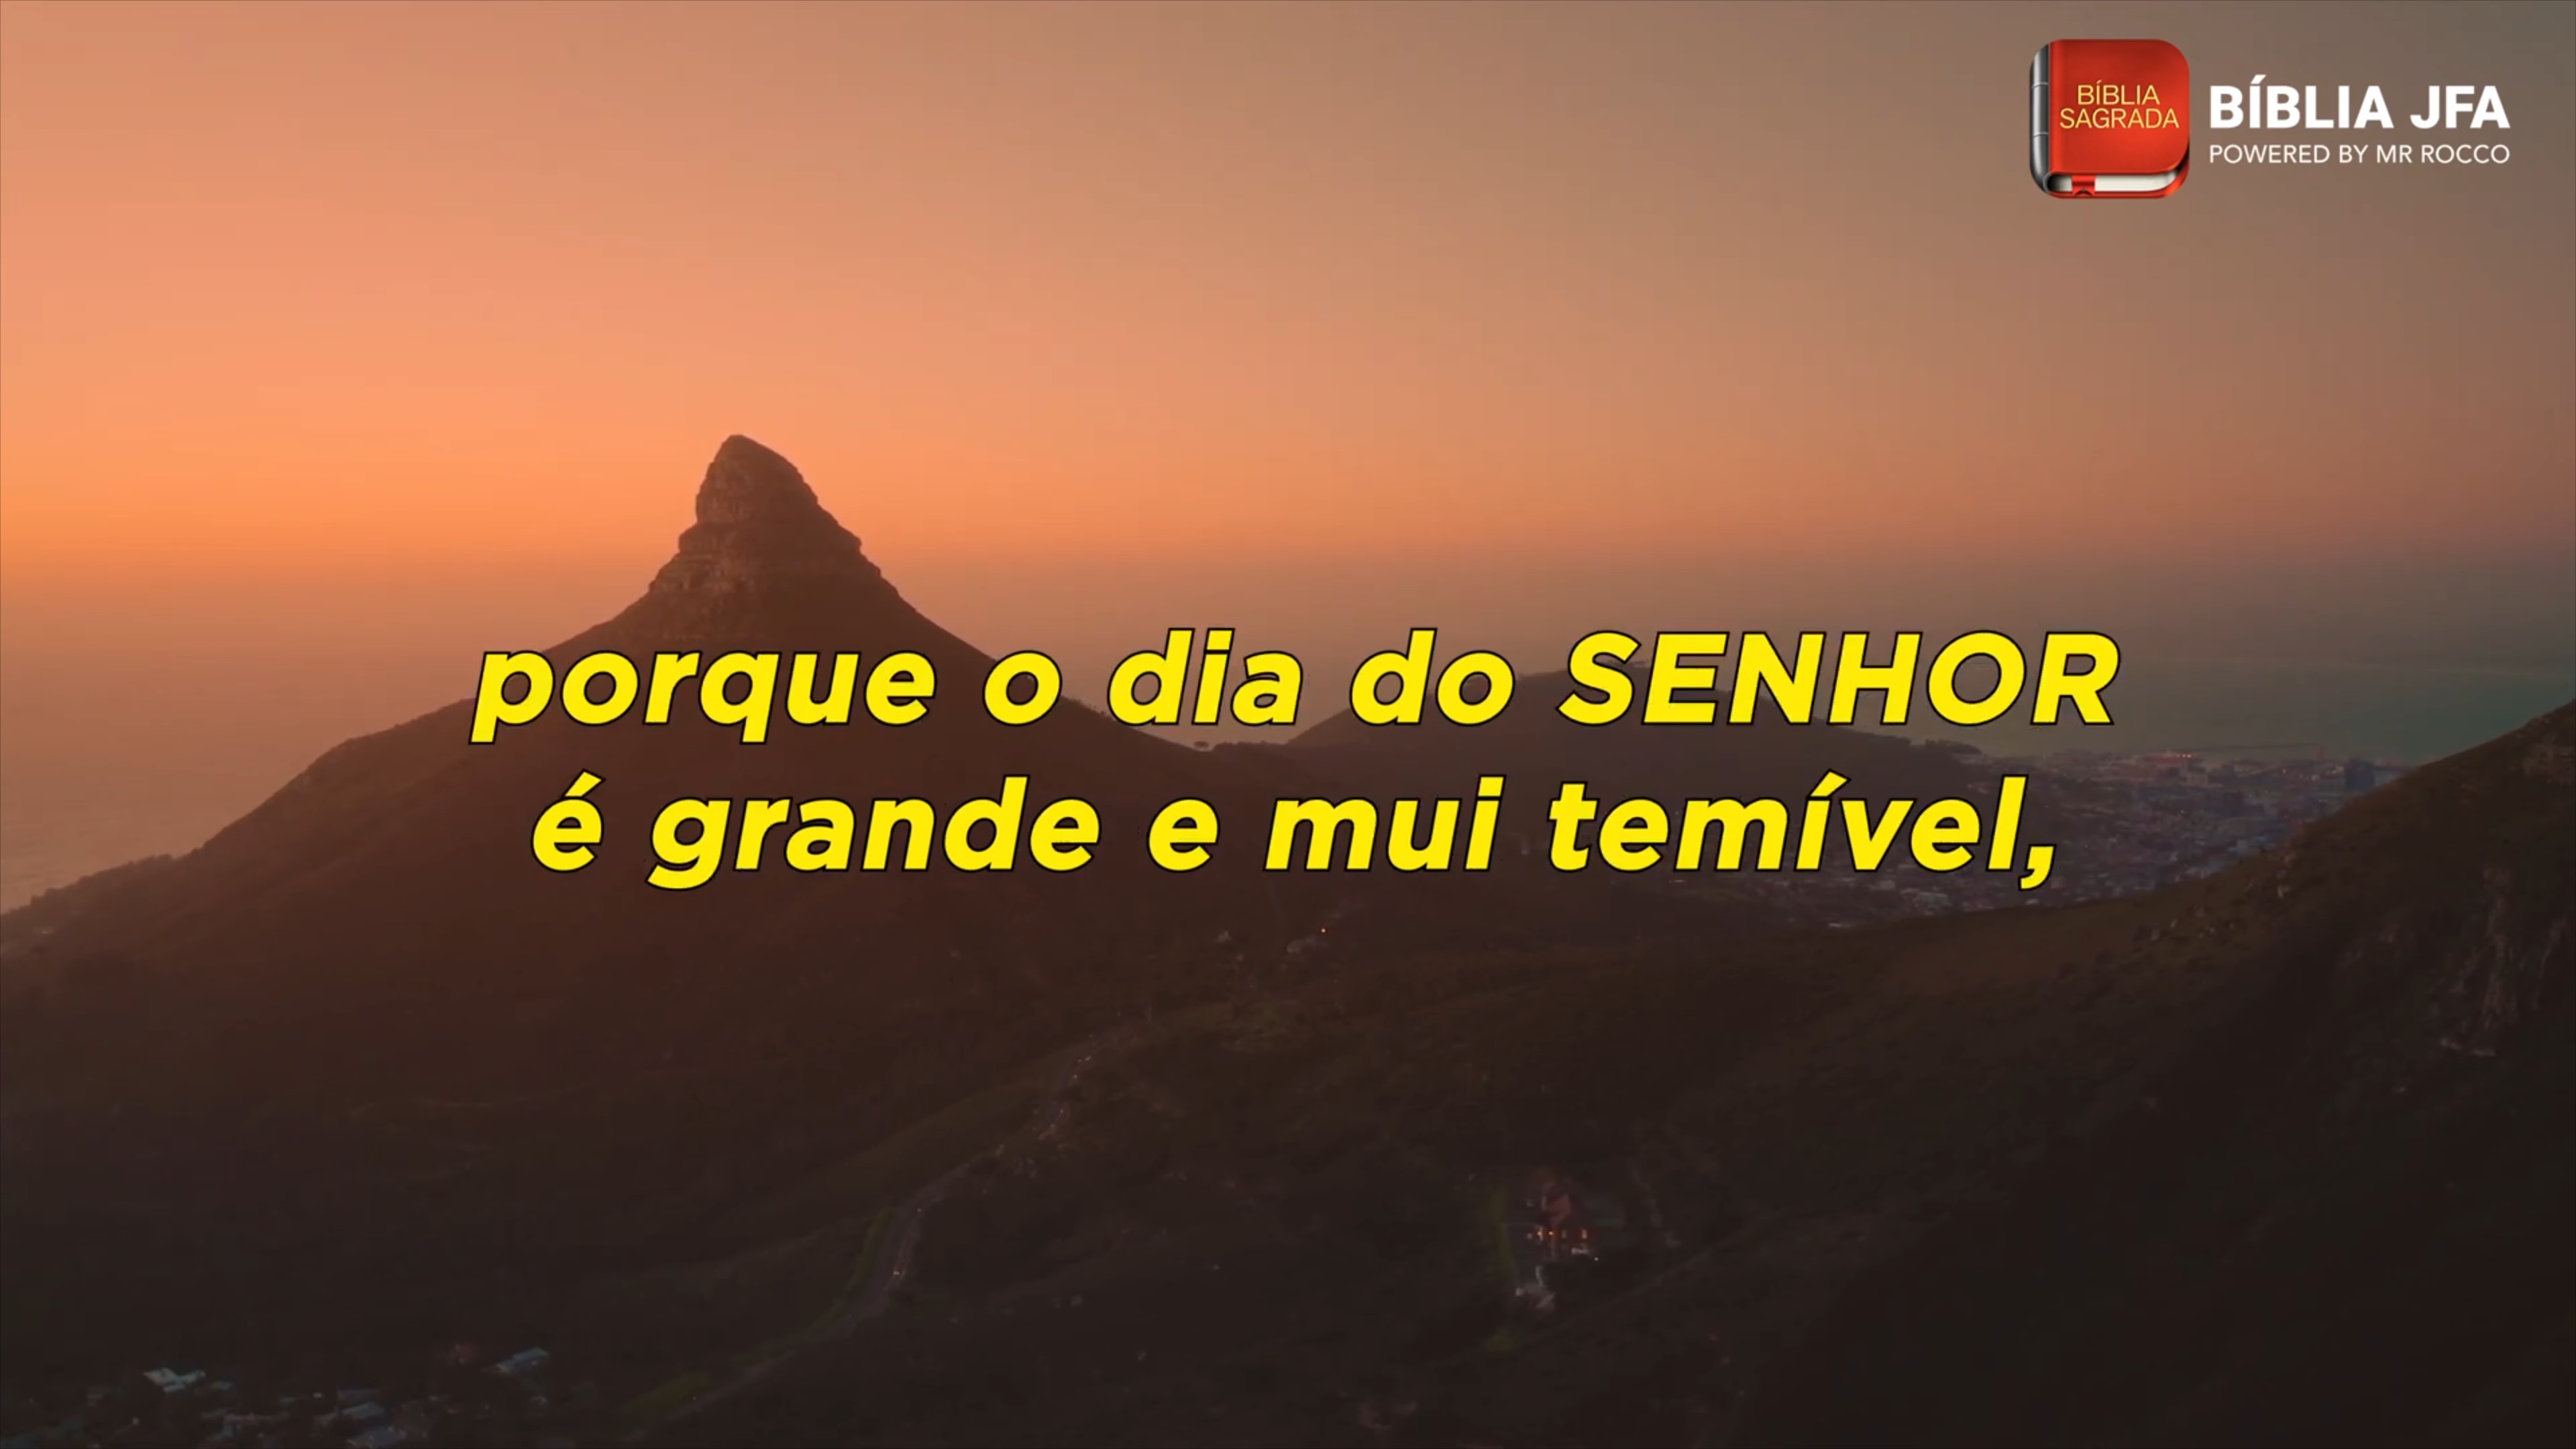 BÍBLIA
SAGRADA
BÍBLIA JFA
POWERED BY MR ROCCO
porque o dia do SENHOR
é grande e mui temível,